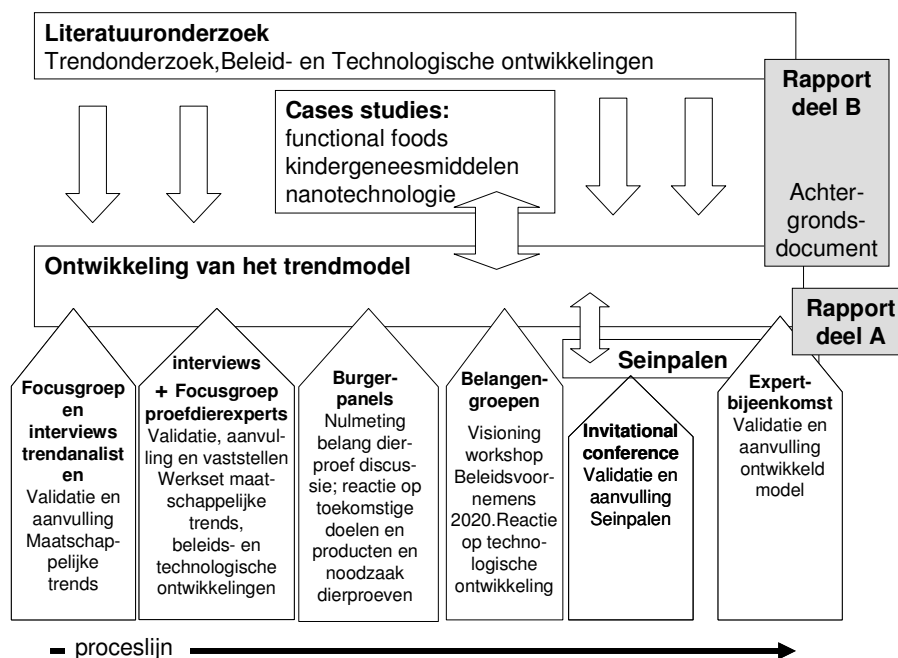 Literatuuronderzoek
Trendonderzoek,Beleid- en Technologische ontwikkelingen
Rapport
deel B
Achter-
gronds-
document
Cases studies:
functional foods
kindergeneesmiddelen
nanotechnologie
Ontwikkeling van het trendmodel
Rapport
deel A
Seinpalen
Focusgroep
en
interviews
trendanalist
en
Validatie en
aanvulling
Maatschap-
pelijke
trends
interviews
+ Focusgroep
proefdierexperts
Validatie, aanvul-
ling en vaststellen
Werkset maat-
schappelijke
trends,
beleids- en
technologische
ontwikkelingen
Burger-
panels
Nulmeting
belang dier-
proef discus-
sie; reactie op
toekomstige
doelen en
producten en
noodzaak
dierproeven
Belangen-
groepen
Visioning
workshop
Beleidsvoor-
nemens
2020.Reactie
op techno-
logische
ontwikkeling
Invitational
conference
Validatie en
aanvulling
Seinpalen
Expert-
bijeenkomst
Validatie en
aanvulling
ontwikkeld
model
proceslijn